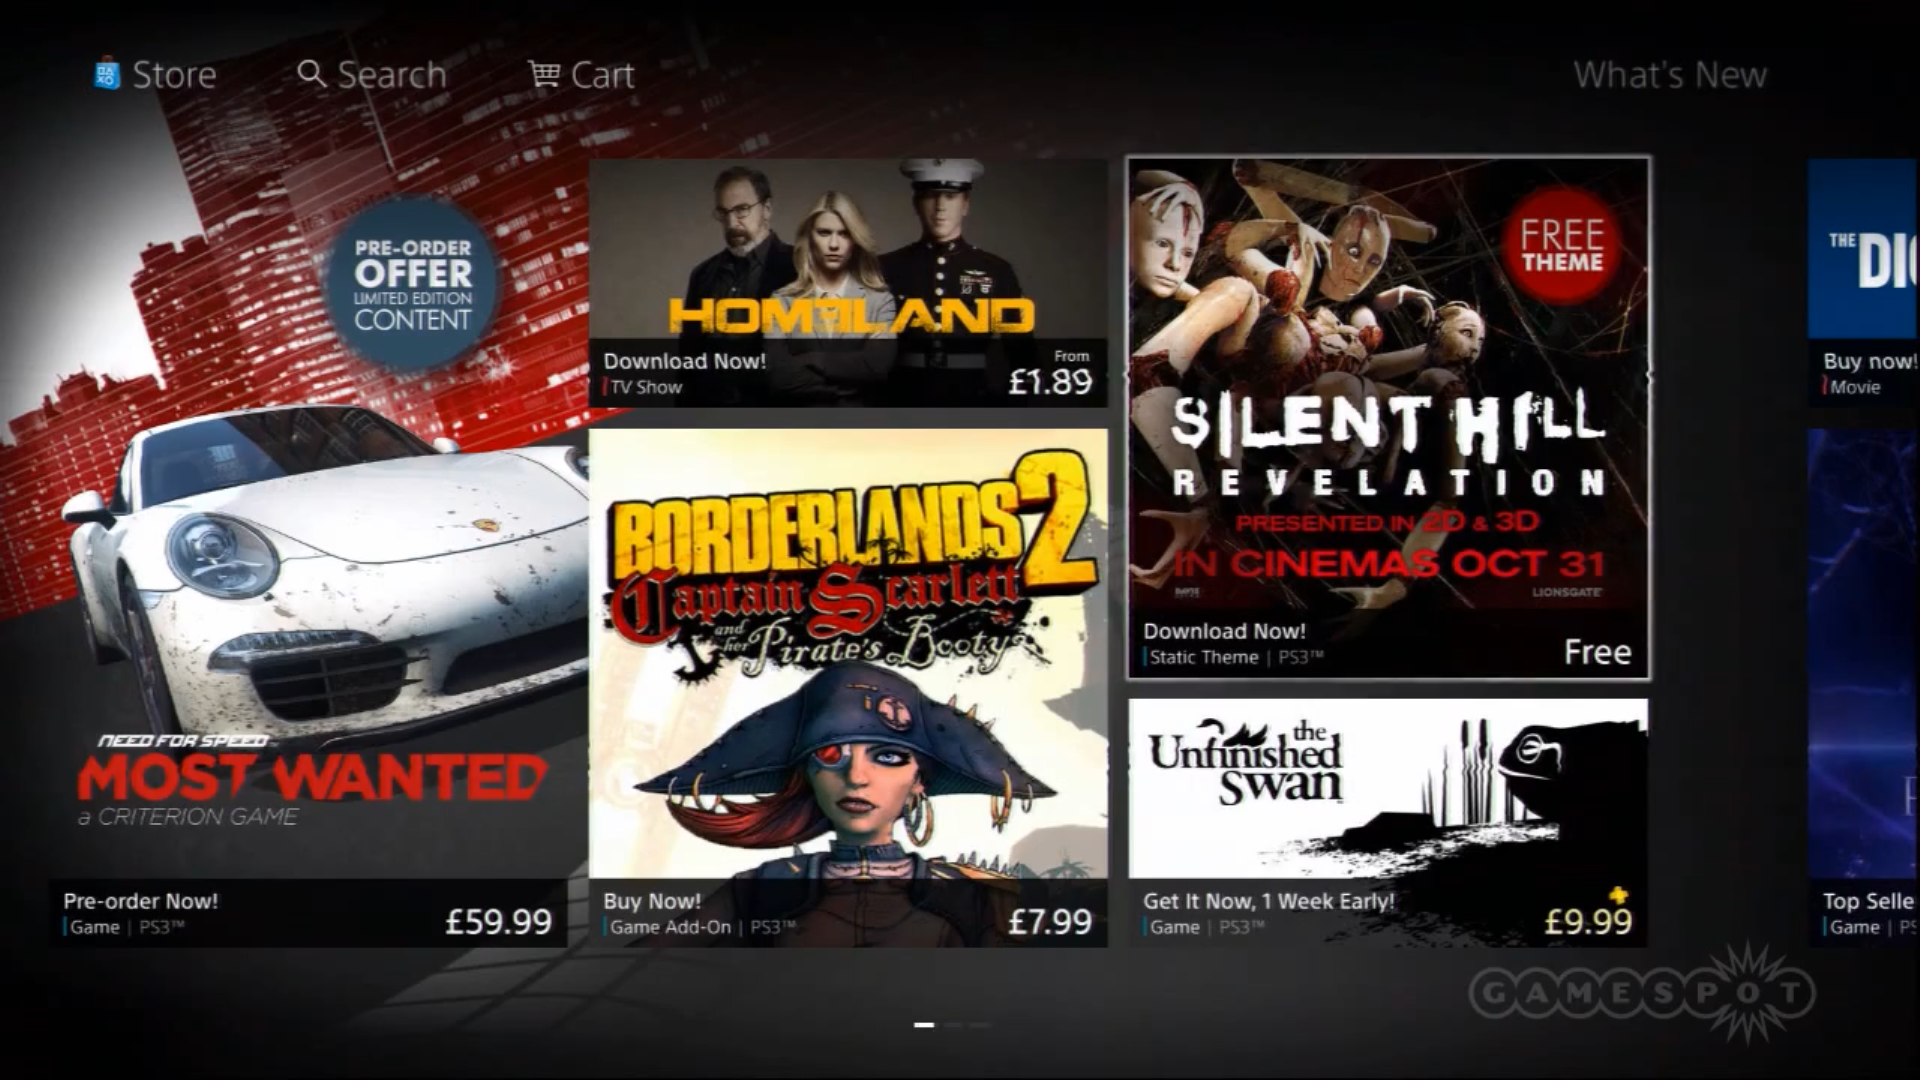 Store
Search
Cart
What's New
PRE-ORDER
OFFER
LIMITED EDITION
CONTENT
NEED FOR SPEED
MOST WANTED
a CRITERION GAME
Pre-order Now!
Game | PS3™
£59.99
HOMELAND
Download Now!
TV Show
From
£1.89
BORDERLANDS 2
Captain Scarlett
and her Pirate's Booty
Buy Now!
Game Add-On | PS3™
£7.99
FREE
THEME
SILENT HILL
REVELATION
PRESENTED IN 2D & 3D
IN CINEMAS OCT 31
LIONSGATE
Download Now!
Static Theme | PS3™
Free
the
Unfinished
Swan
Get It Now, 1 Week Early!
Game | PS3™
£9.99
THE
Buy now!
Movie
Top Selle
Game | PS
GAMESPOT